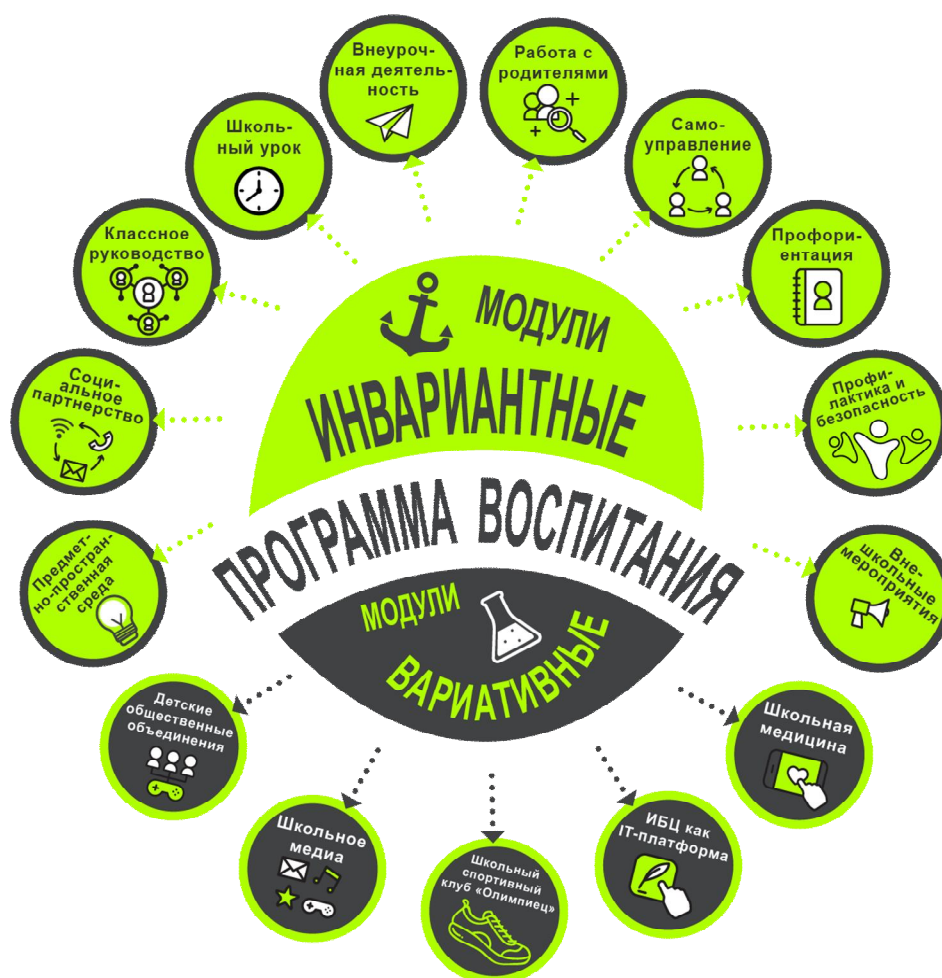 Внеуроч-
ная деятель-
ность
Работа с
родителями
Школь-
ный урок
Само-
управление
Классное
руководство
Профори-
ентация
Соци-
альное
партнерство
Профи-
лактика и
безопасность
Предмет-
но-простран-
ственная
среда
Вне-
школьные
мероприятия
МОДУЛИ
ИНВАРИАНТНЫЕ
ПРОГРАММА ВОСПИТАНИЯ
МОДУЛИ
ВАРИАТИВНЫЕ
Детские
общественные
объединения
Школьное
медиа
Школьный
спортивный
клуб «Олимпиец»
ИБЦ как
IT-платформа
Школьная
медицина